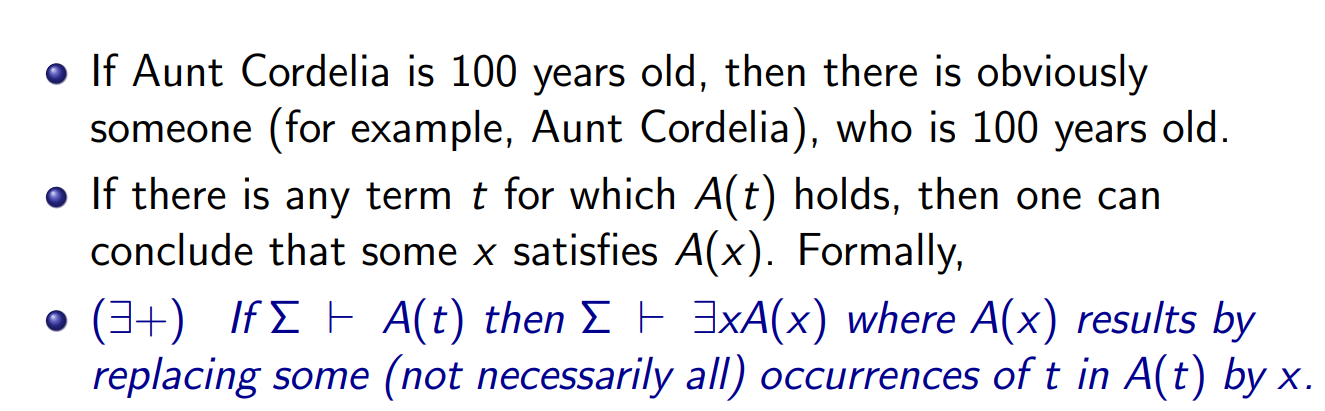 • If Aunt Cordelia is 100 years old, then there is obviously
someone (for example, Aunt Cordelia), who is 100 years old.
• If there is any term t for which A(t) holds, then one can
conclude that some x satisfies A(x). Formally,
• (∃+) If Σ ⊢ A(t) then Σ ⊢ ∃xA(x) where A(x) results by
replacing some (not necessarily all) occurrences of t in A(t) by x.